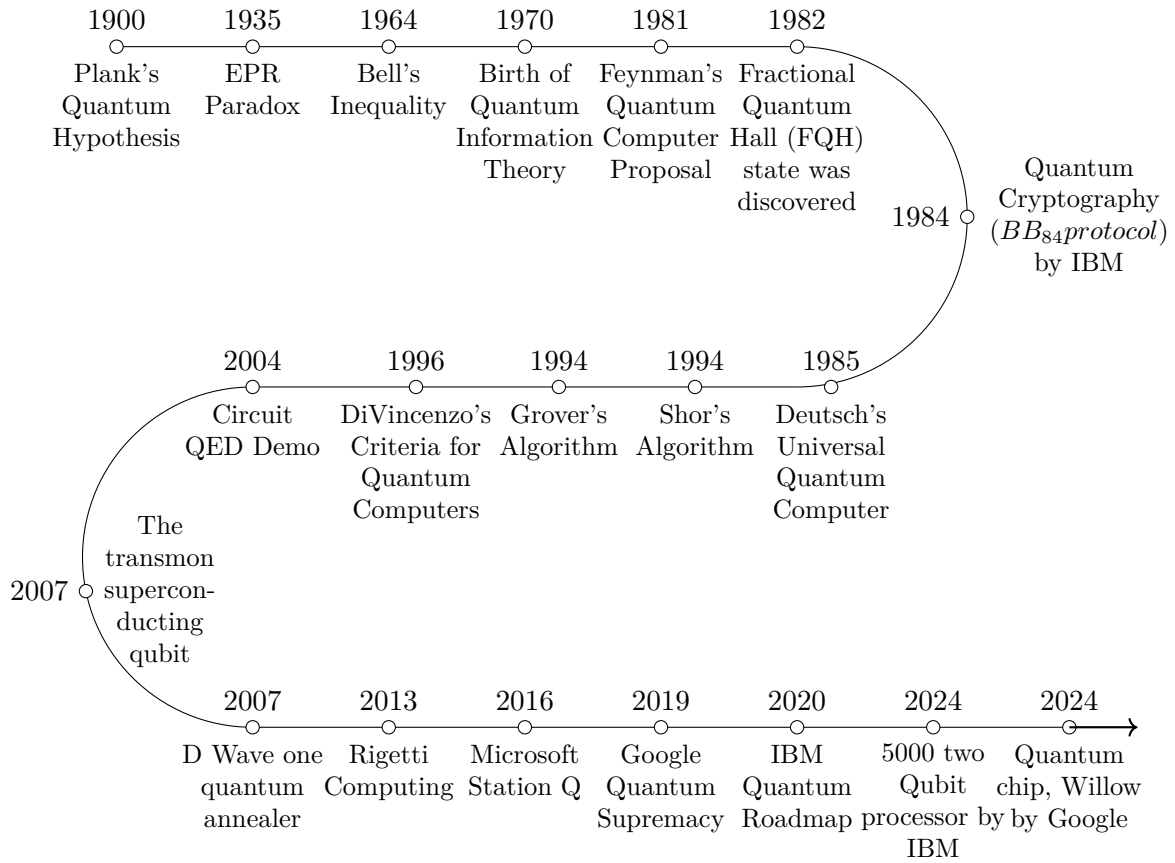 1900
Plank's
Quantum
Hypothesis
1935
EPR
Paradox
1964
Bell's
Inequality
1970
Birth of
Quantum
Information
Theory
1981
Feynman's
Quantum
Computer
Proposal
1982
Fractional
Quantum
Hall (FQH)
state was
discovered
1984
Quantum
Cryptography
(BB₈₄protocol)
by IBM
1985
Deutsch's
Universal
Quantum
Computer
1994
Shor's
Algorithm
1994
Grover's
Algorithm
1996
DiVincenzo's
Criteria for
Quantum
Computers
2004
Circuit
QED Demo
2007
The
transmon
supercon-
ducting
qubit
2007
D Wave one
quantum
annealer
2013
Rigetti
Computing
2016
Microsoft
Station Q
2019
Google
Quantum
Supremacy
2020
IBM
Quantum
Roadmap
2024
5000 two
Qubit
processor by
IBM
2024
Quantum
chip, Willow
by Google